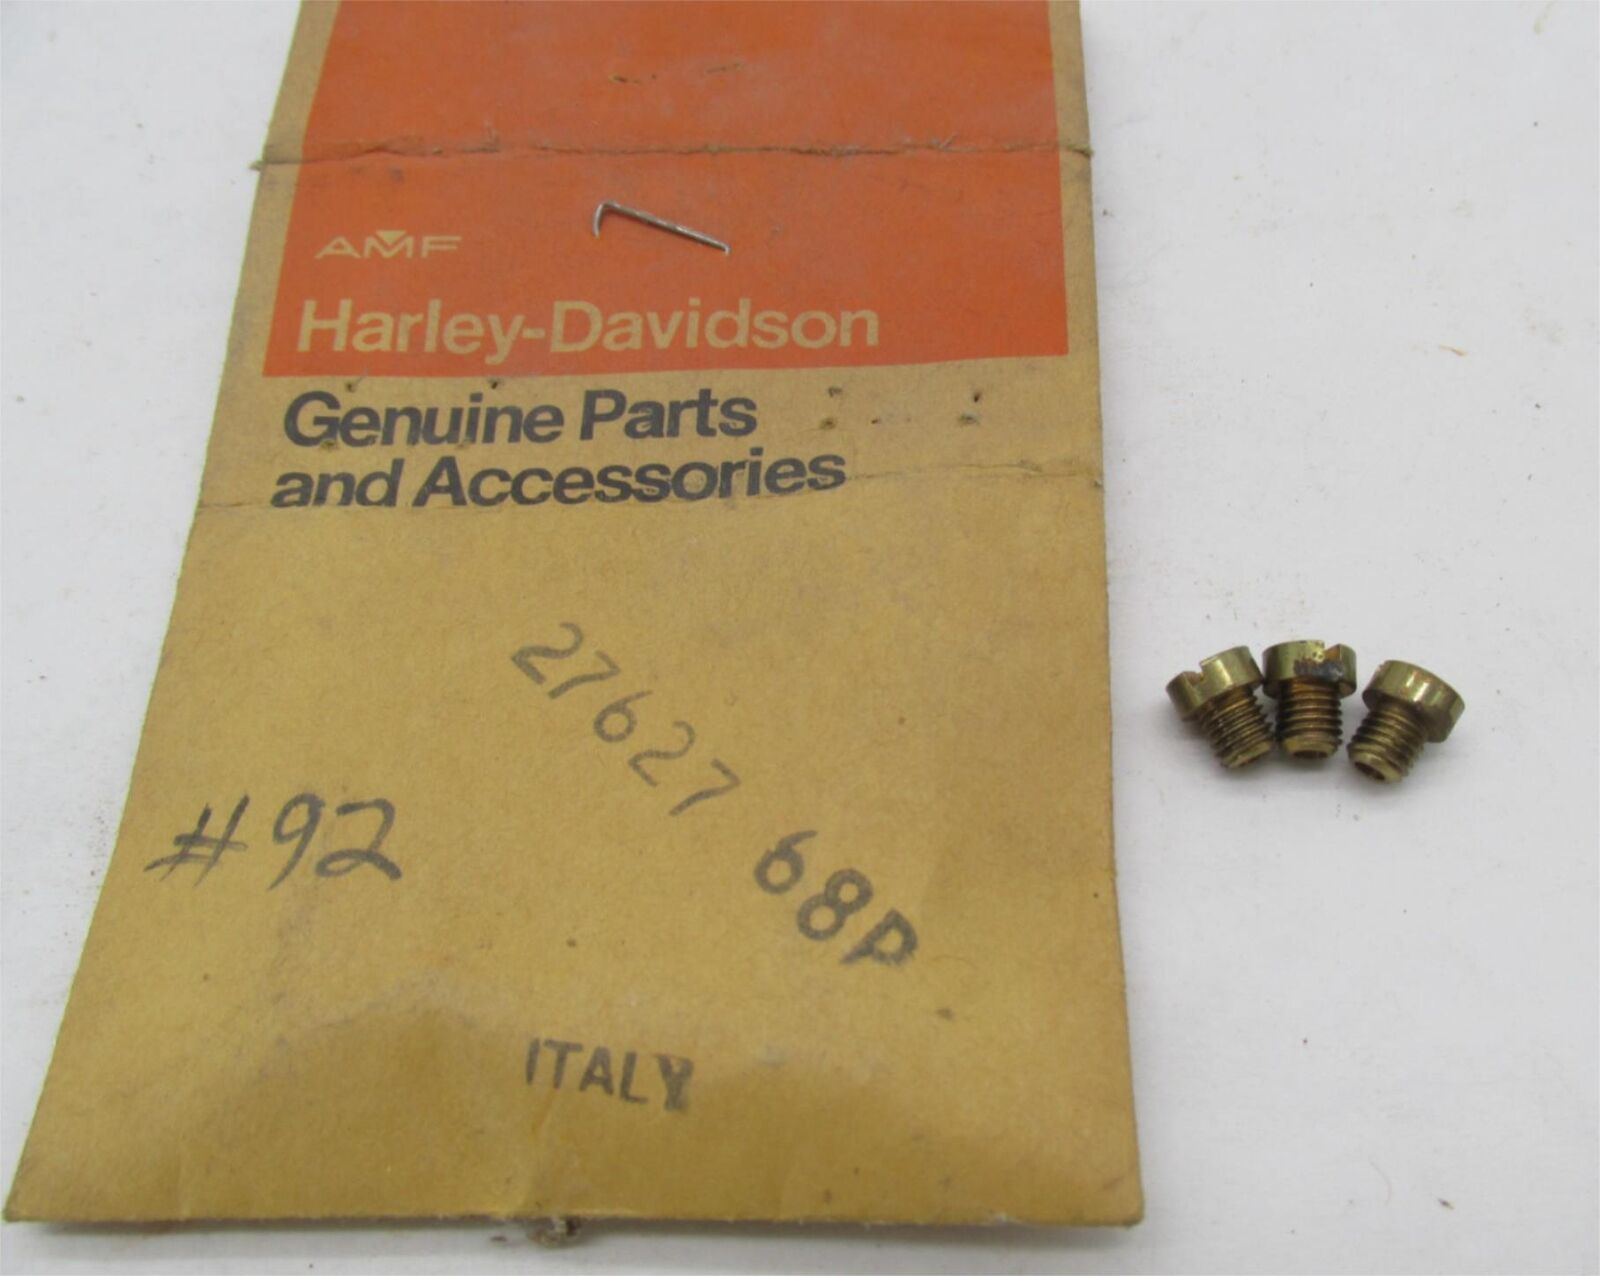 AMF
Harley-Davidson
Genuine Parts
and Accessories
27627 68P
#92
ITALY